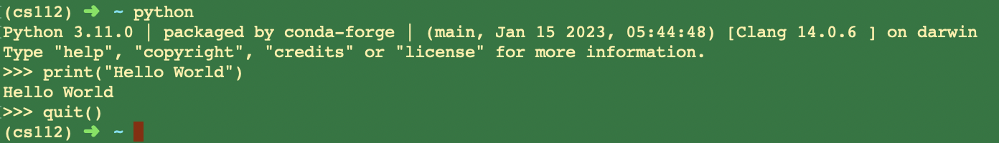 (cs112) ➜ ~ python
Python 3.11.0 | packaged by conda-forge | (main, Jan 15 2023, 05:44:48) [Clang 14.0.6 ] on darwin
Type "help", "copyright", "credits" or "license" for more information.
>>> print("Hello World")
Hello World
>>> quit()
(cs112) ➜ ~